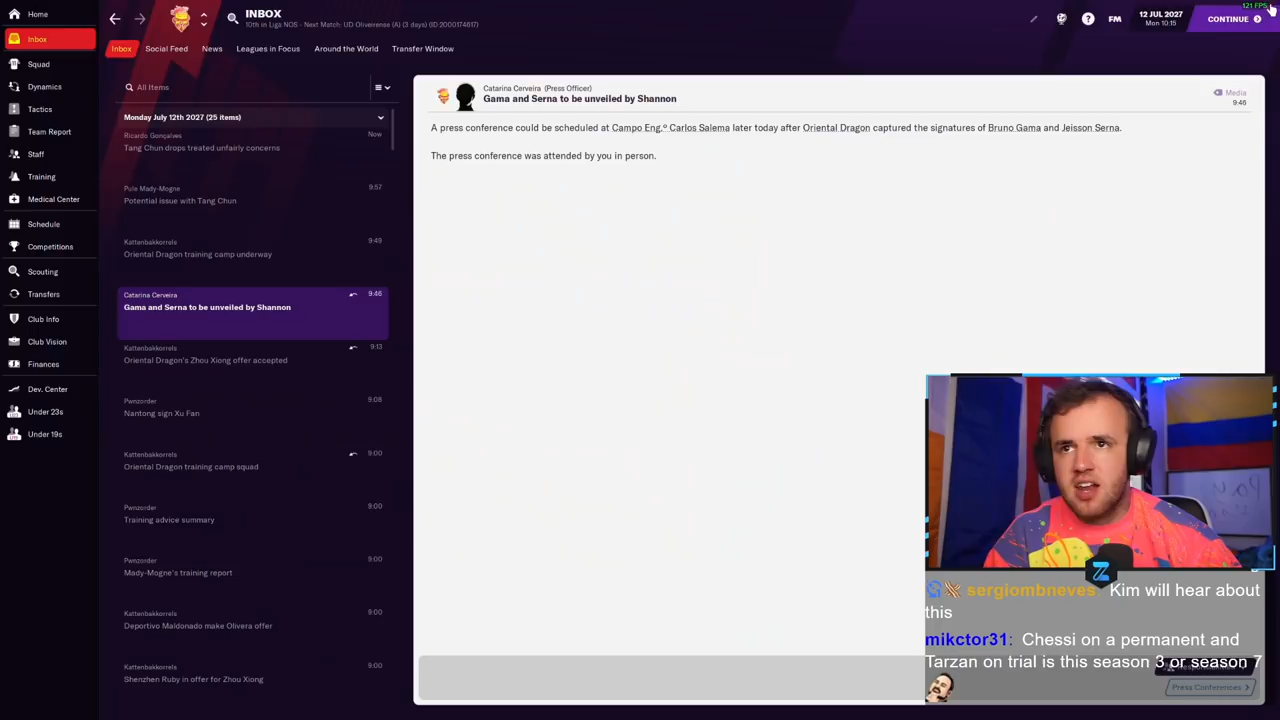 121 FPS
Home
Inbox
Squad
Dynamics
Tactics
Team Report
Staff
Training
Medical Center
Schedule
Competitions
Scouting
Transfers
Club Info
Club Vision
Finances
Dev. Center
Under 23s
Under 19s
INBOX
10th in Liga NOS - Next Match: UD Oliveirense (A) (3 days) (ID:2000174617)
FM
12 JUL 2027
Mon 10:15
CONTINUE
Inbox
Social Feed
News
Leagues in Focus
Around the World
Transfer Window
All Items
Monday July 12th 2027 (25 items)
Ricardo Gonçalves Now
Tang Chun drops treated unfairly concerns
Pule Mady-Mogne 9:57
Potential issue with Tang Chun
Kattenbakkorrels 9:49
Oriental Dragon training camp underway
Catarina Cerveira 9:46
Gama and Serna to be unveiled by Shannon
Kattenbakkorrels 9:13
Oriental Dragon's Zhou Xiong offer accepted
Pwnzorder 9:08
Nantong sign Xu Fan
Kattenbakkorrels 9:00
Oriental Dragon training camp squad
Pwnzorder 9:00
Training advice summary
Pwnzorder 9:00
Mady-Mogne's training report
Kattenbakkorrels 9:00
Deportivo Maldonado make Olivera offer
Kattenbakkorrels 9:00
Shenzhen Ruby in offer for Zhou Xiong
Catarina Cerveira (Press Officer)
Gama and Serna to be unveiled by Shannon
Media
9:46
A press conference could be scheduled at Campo Eng.º Carlos Salema later today after Oriental Dragon captured the signatures of Bruno Gama and Jeisson Serna.
The press conference was attended by you in person.
sergiombneves: Kim will hear about
this
mikctor31: Chessi on a permanent and
Tarzan on trial is this season 3 or season 7
Press Conferences